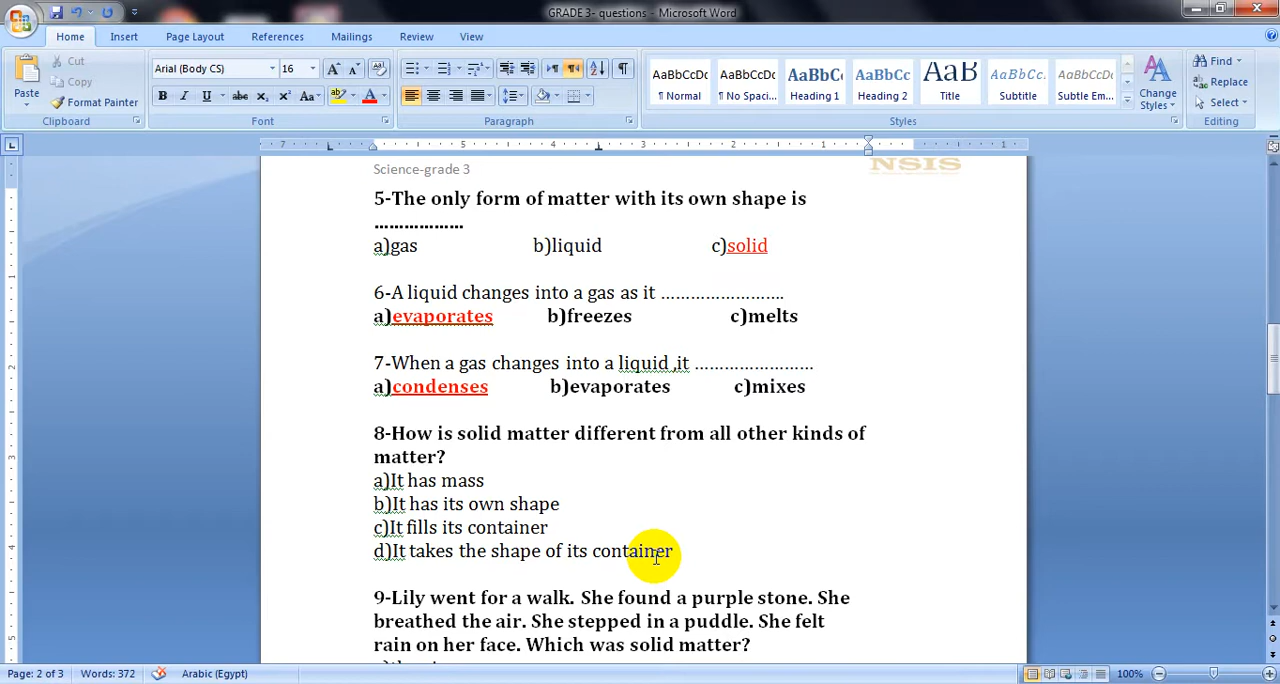 GRADE 3- questions - Microsoft Word
Home Insert Page Layout References Mailings Review View
Paste
Cut
Copy
Format Painter
Clipboard
Arial (Body CS) 16
Font
Paragraph
AaBbCcDc AaBbCcDc AaBbCc AaBbCc AaB AaBbCc. AaBbCcDc
¶ Normal ¶ No Spaci... Heading 1 Heading 2 Title Subtitle Subtle Em...
Change Styles
Styles
Find
Replace
Select
Editing
Science-grade 3
NSIS
5-The only form of matter with its own shape is
………………
a)gas b)liquid c)solid
6-A liquid changes into a gas as it …………………….
a)evaporates b)freezes c)melts
7-When a gas changes into a liquid ,it ……………………
a)condenses b)evaporates c)mixes
8-How is solid matter different from all other kinds of
matter?
a)It has mass
b)It has its own shape
c)It fills its container
d)It takes the shape of its container
9-Lily went for a walk. She found a purple stone. She
breathed the air. She stepped in a puddle. She felt
rain on her face. Which was solid matter?
Page: 2 of 3 Words: 372 Arabic (Egypt) 100%